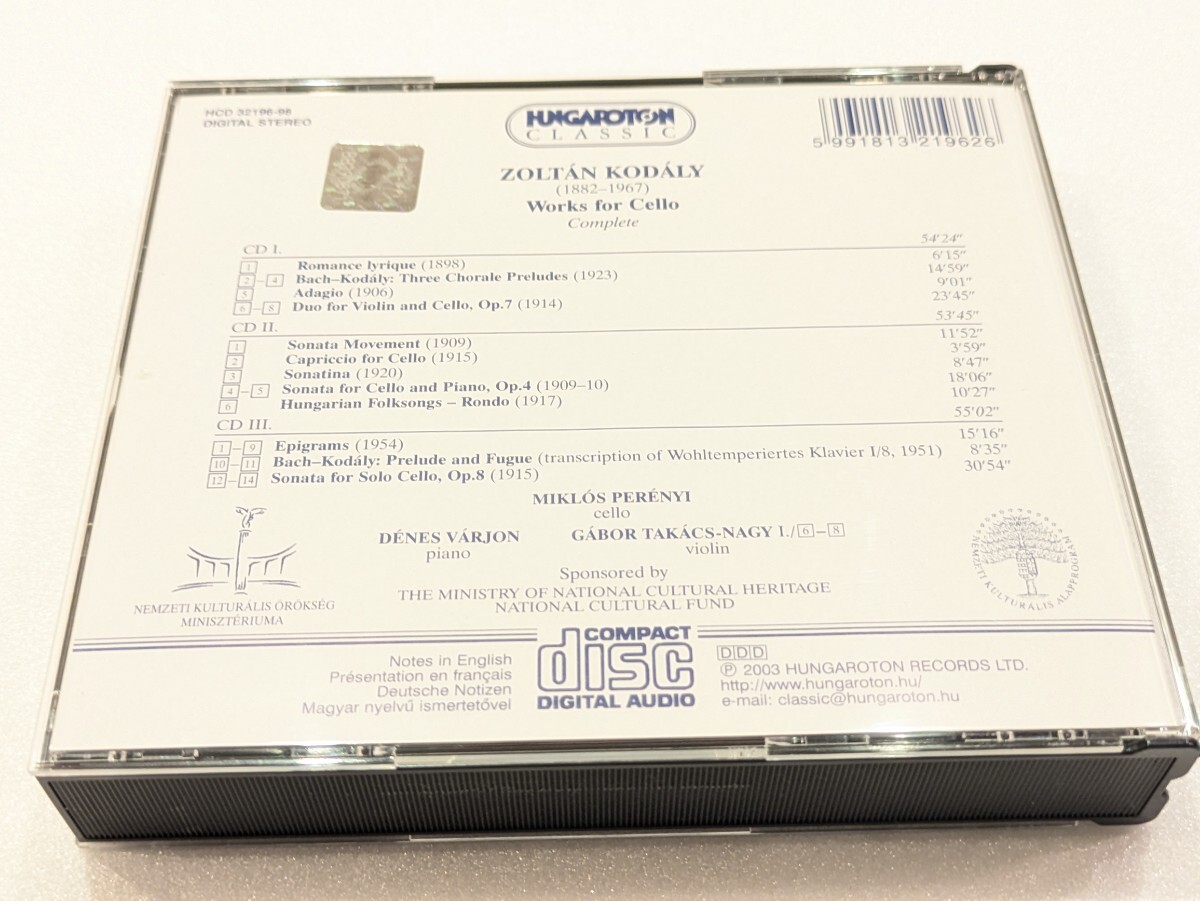 HCD 32196-98
DIGITAL STEREO
HUNGAROTON
CLASSIC
5 991813 219626
ZOLTÁN KODÁLY
(1882–1967)
Works for Cello
Complete
CD I. 54'24"
1 Romance lyrique (1898) 6'15"
2–4 Bach–Kodály: Three Chorale Preludes (1923) 14'59"
5 Adagio (1906) 9'01"
6–8 Duo for Violin and Cello, Op.7 (1914) 23'45"
CD II. 53'45"
1 Sonata Movement (1909) 11'52"
2 Capriccio for Cello (1915) 3'59"
3 Sonatina (1920) 8'47"
4–5 Sonata for Cello and Piano, Op.4 (1909–10) 18'06"
6 Hungarian Folksongs – Rondo (1917) 10'27"
CD III. 55'02"
1–9 Epigrams (1954) 15'16"
10–11 Bach–Kodály: Prelude and Fugue (transcription of Wohltemperiertes Klavier I/8, 1951) 8'35"
12–14 Sonata for Solo Cello, Op.8 (1915) 30'54"
MIKLÓS PERÉNYI
cello
DÉNES VÁRJON GÁBOR TAKÁCS-NAGY I./6–8
piano violin
Sponsored by
THE MINISTRY OF NATIONAL CULTURAL HERITAGE
NATIONAL CULTURAL FUND
NEMZETI KULTURÁLIS ÖRÖKSÉG
MINISZTÉRIUMA
NEMZETI KULTURÁLIS ALAPPROGRAM
Notes in English
Présentation en français
Deutsche Notizen
Magyar nyelvű ismertetővel
COMPACT
disc
DIGITAL AUDIO
DDD
℗ 2003 HUNGAROTON RECORDS LTD.
http://www.hungaroton.hu/
e-mail: classic@hungaroton.hu